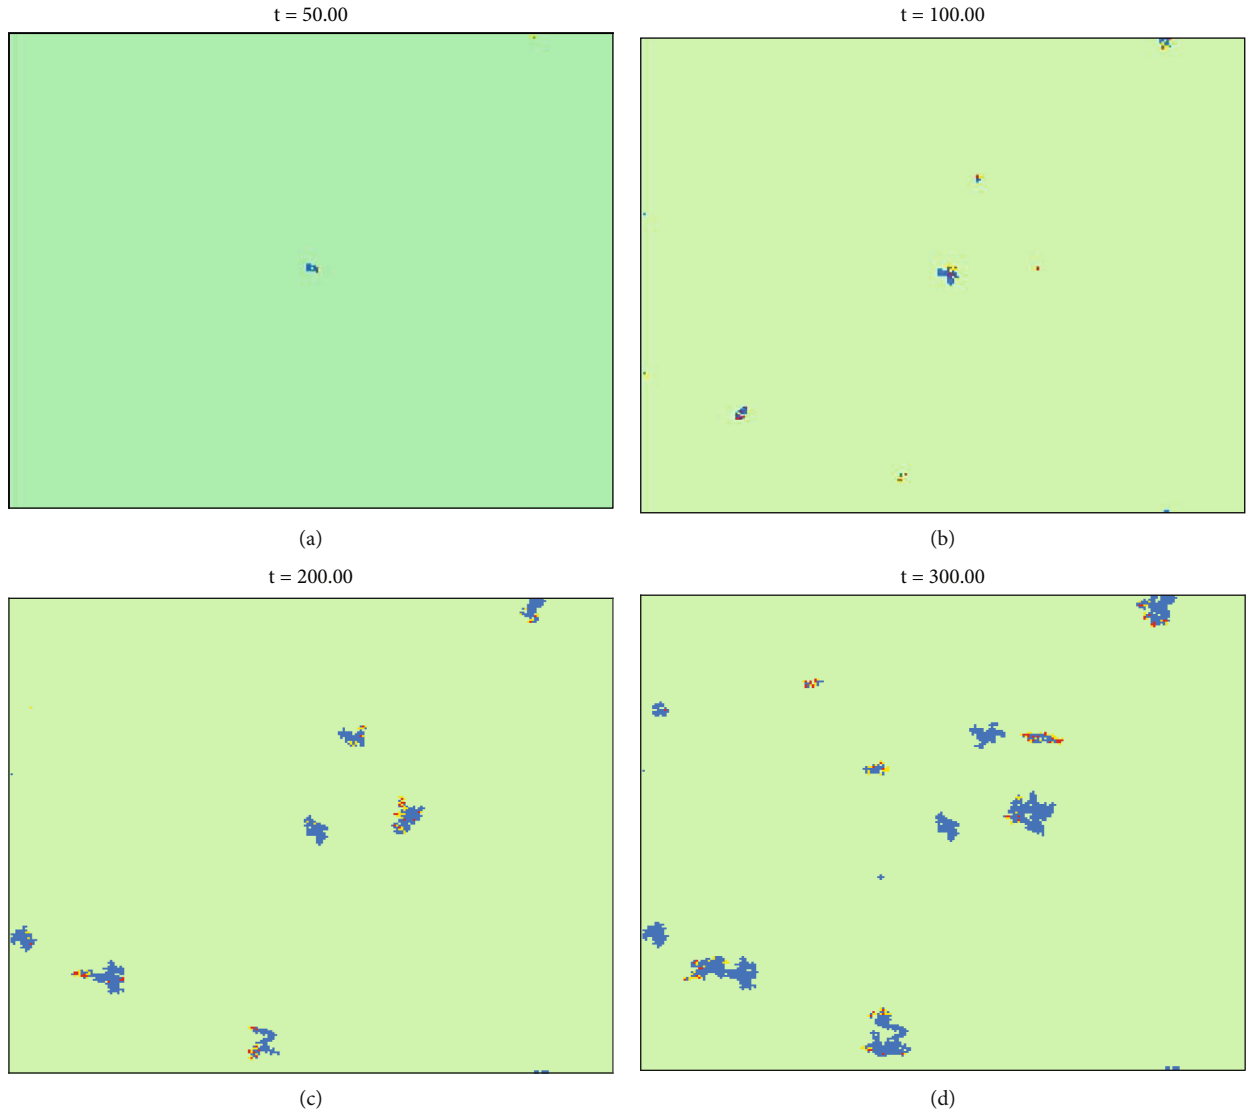 t = 50.00
t = 100.00
(a)
(b)
t = 200.00
t = 300.00
(c)
(d)